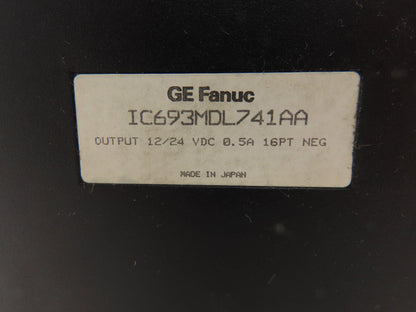 GE Fanuc
IC693MDL741AA
OUTPUT 12/24 VDC 0.5A 16PT NEG
MADE IN JAPAN